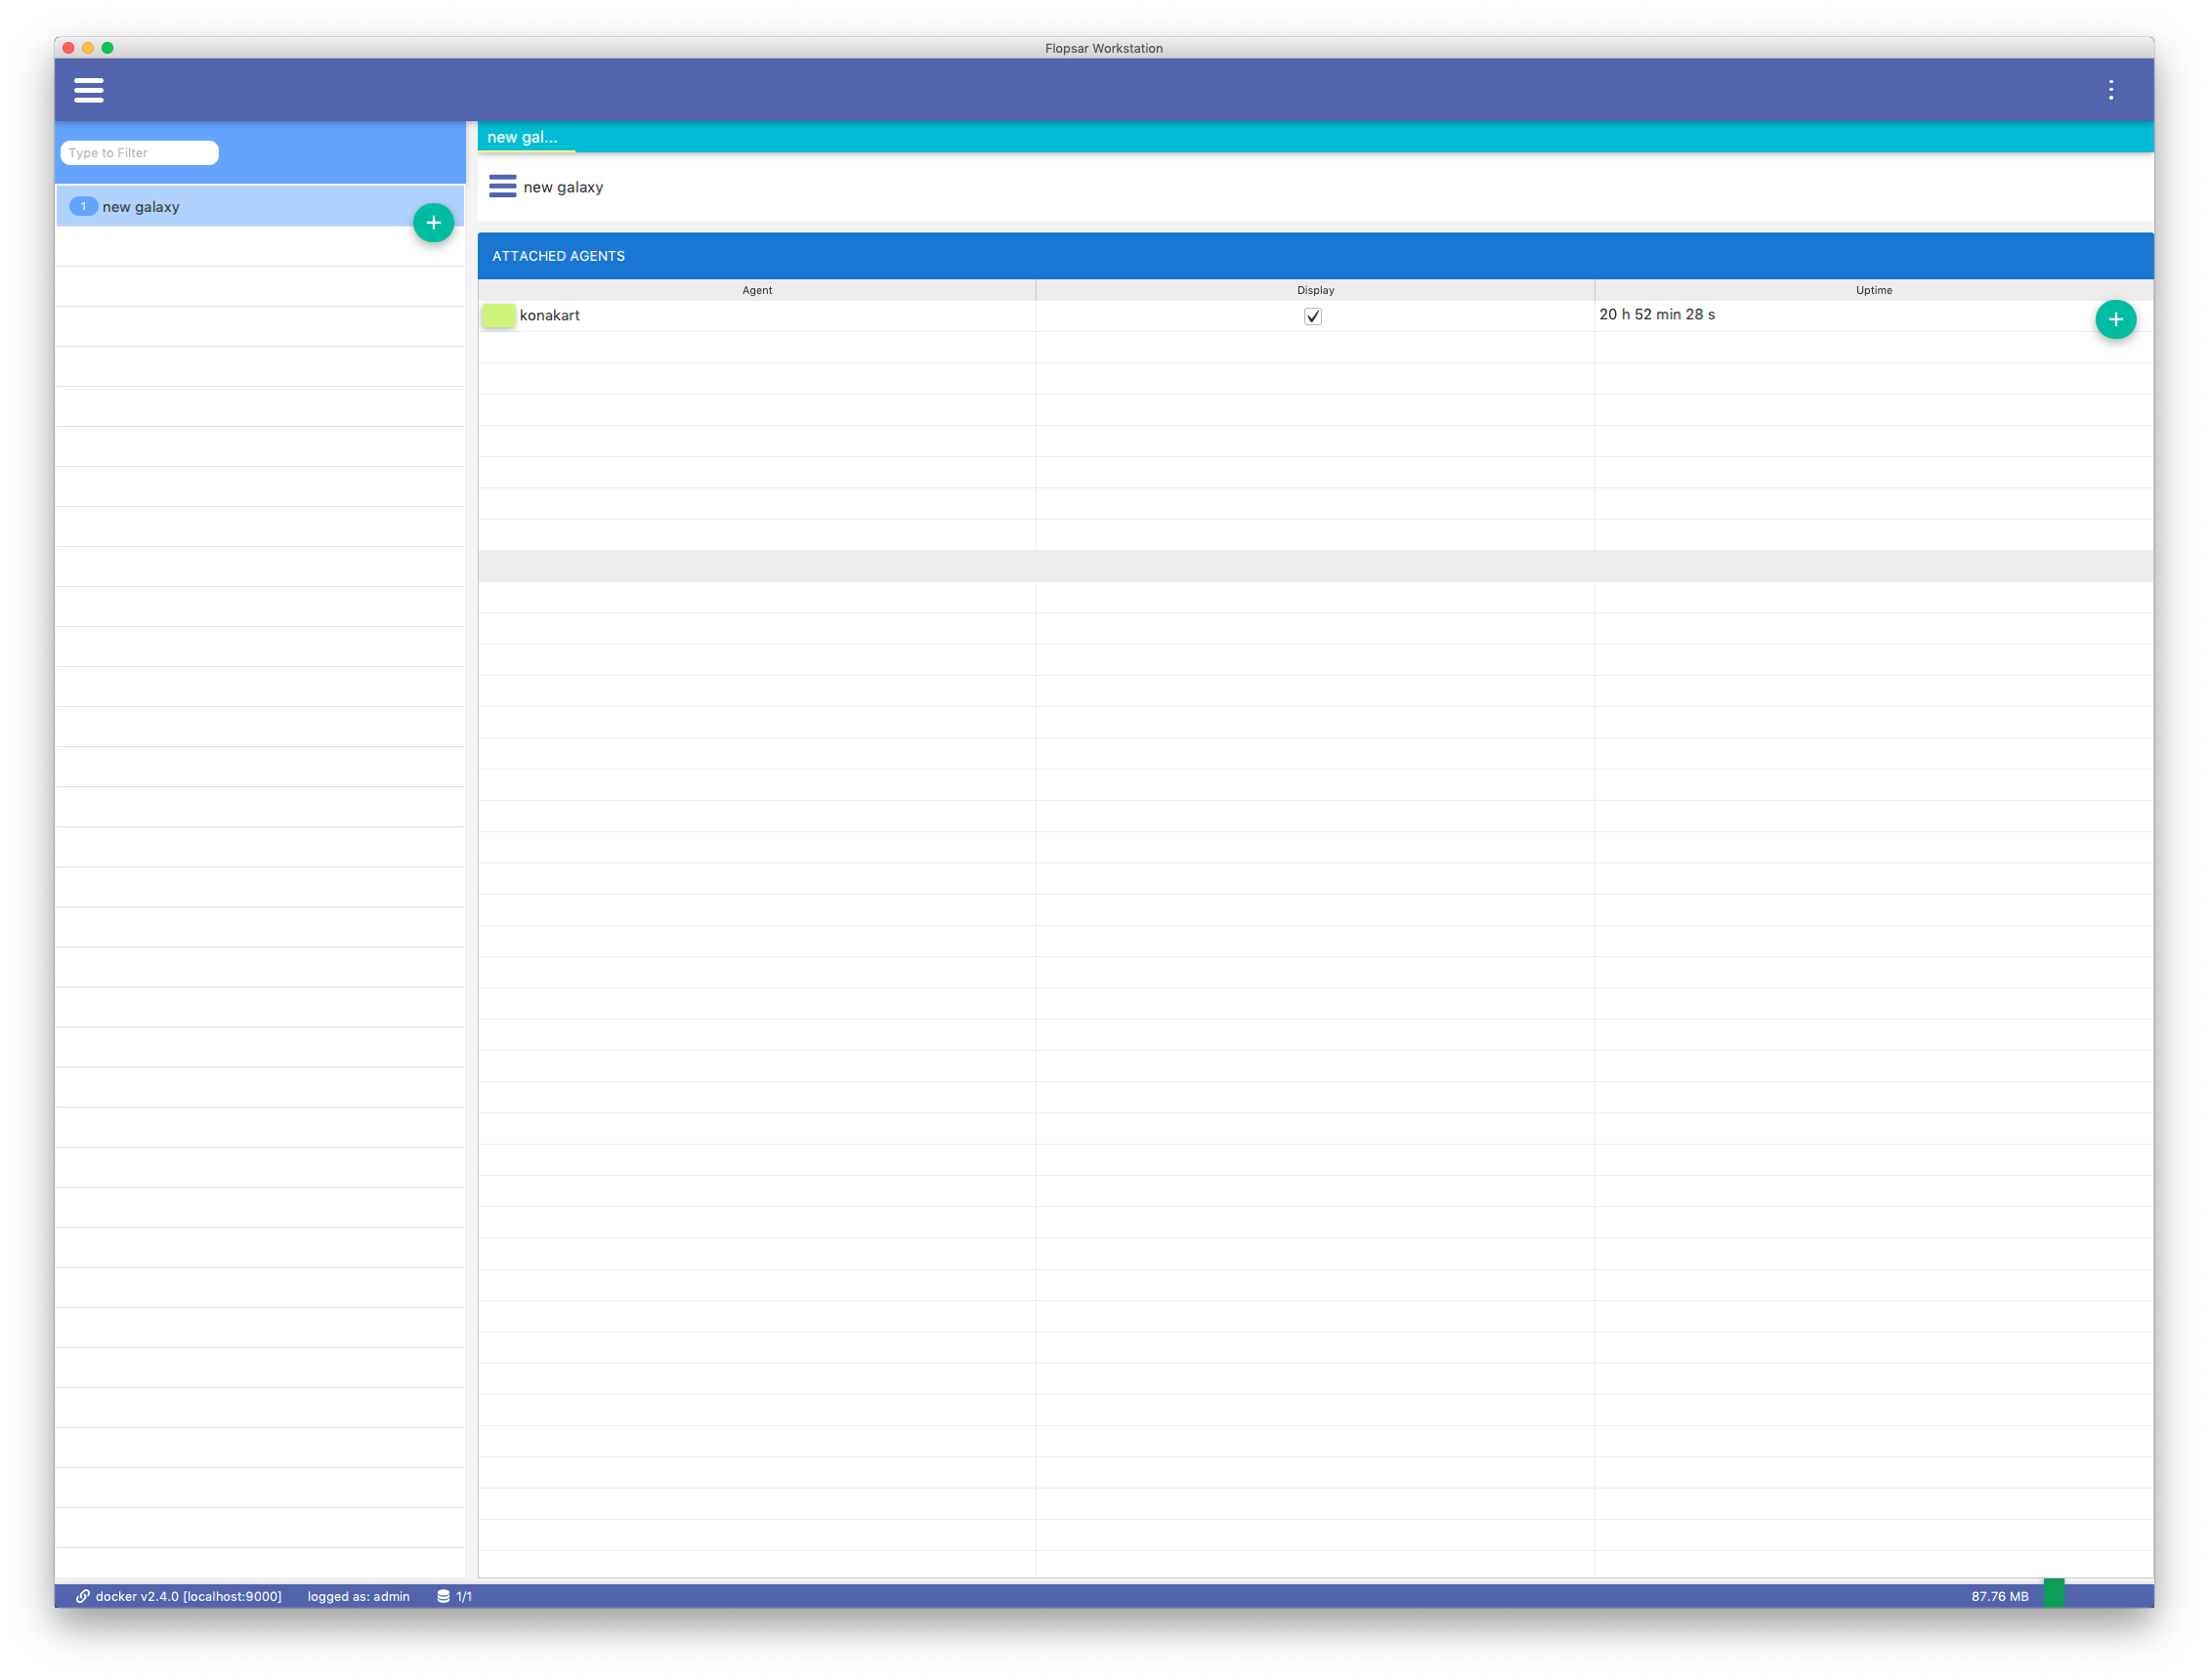 Flopsar Workstation
Type to Filter
1 new galaxy
new gal...
new galaxy
ATTACHED AGENTS
Agent Display Uptime
konakart 20 h 52 min 28 s
docker v2.4.0 [localhost:9000] logged as: admin 1/1 87.76 MB